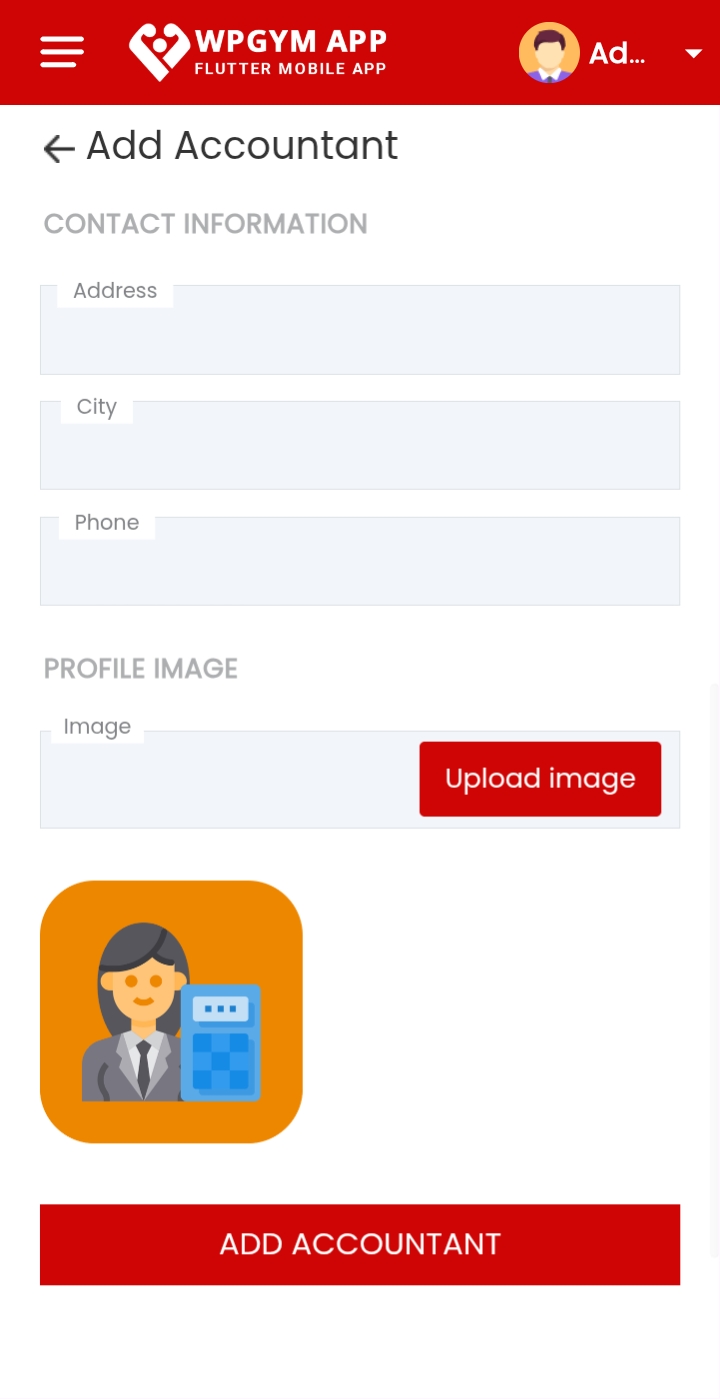 WPGYM APP
FLUTTER MOBILE APP
Ad...
Add Accountant
CONTACT INFORMATION
Address
City
Phone
PROFILE IMAGE
Image
Upload image
ADD ACCOUNTANT